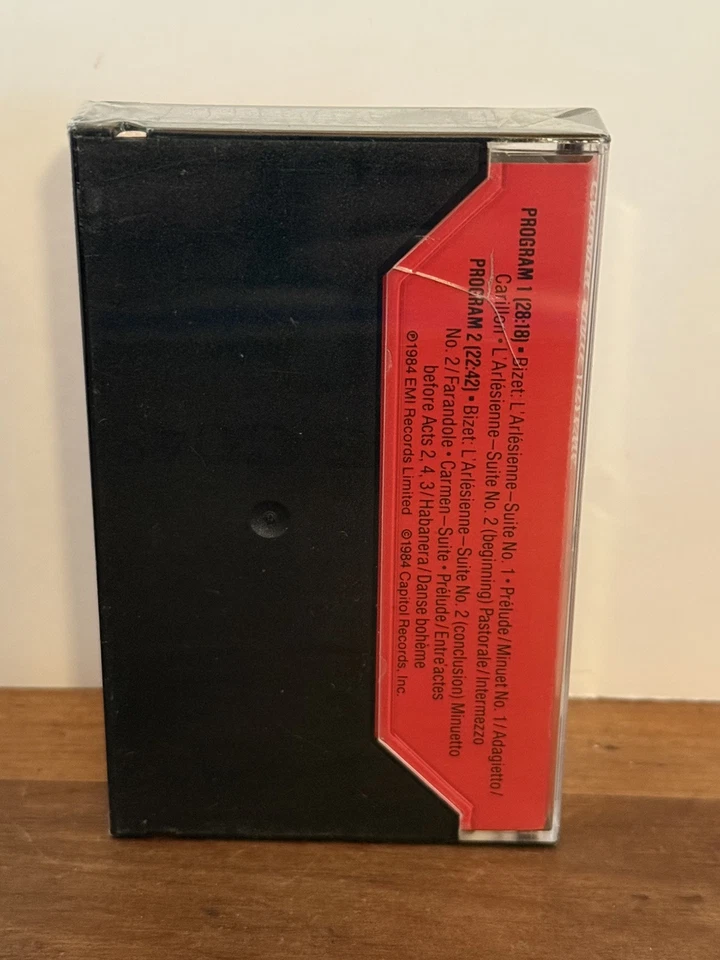 PROGRAM 1 (28:18) • Bizet: L'Arlésienne—Suite No. 1 • Prélude/Minuet No. 1/Adagietto/
Carillon • L'Arlésienne—Suite No. 2 (beginning) Pastorale/Intermezzo
PROGRAM 2 (22:42) • Bizet: L'Arlésienne—Suite No. 2 (conclusion) Minuetto
No. 2/Farandole • Carmen—Suite • Prélude/Entre'actes
before Acts 2, 4, 3/Habanera/Danse bohème
℗1984 EMI Records Limited ©1984 Capitol Records, Inc.